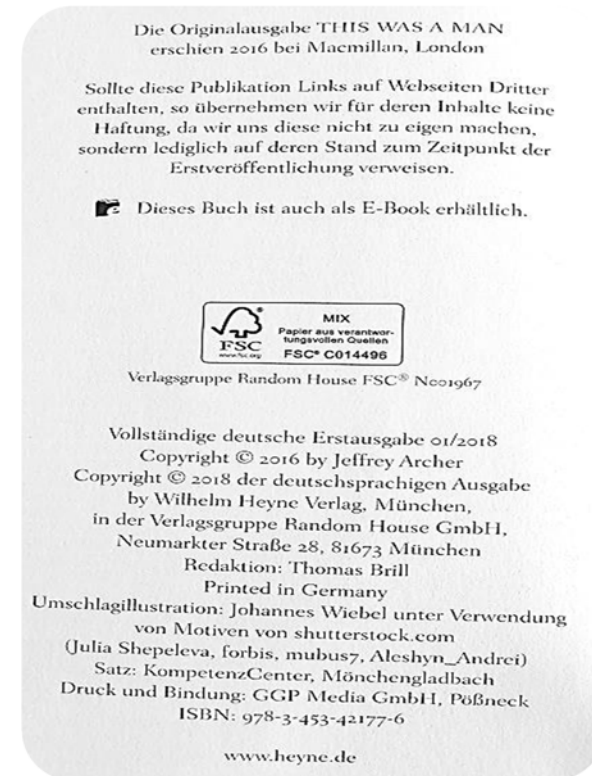 Die Originalausgabe THIS WAS A MAN
erschien 2016 bei Macmillan, London
Sollte diese Publikation Links auf Webseiten Dritter
enthalten, so übernehmen wir für deren Inhalte keine
Haftung, da wir uns diese nicht zu eigen machen,
sondern lediglich auf deren Stand zum Zeitpunkt der
Erstveröffentlichung verweisen.
Dieses Buch ist auch als E-Book erhältlich.
FSC
www.fsc.org
MIX
Papier aus verantwor-
tungsvollen Quellen
FSC® C014496
Verlagsgruppe Random House FSC® N001967
Vollständige deutsche Erstausgabe 01/2018
Copyright © 2016 by Jeffrey Archer
Copyright © 2018 der deutschsprachigen Ausgabe
by Wilhelm Heyne Verlag, München,
in der Verlagsgruppe Random House GmbH,
Neumarkter Straße 28, 81673 München
Redaktion: Thomas Brill
Printed in Germany
Umschlagillustration: Johannes Wiebel unter Verwendung
von Motiven von shutterstock.com
(Julia Shepeleva, forbis, mubus7, Aleshyn_Andrei)
Satz: KompetenzCenter, Mönchengladbach
Druck und Bindung: GGP Media GmbH, Pößneck
ISBN: 978-3-453-42177-6
www.heyne.de